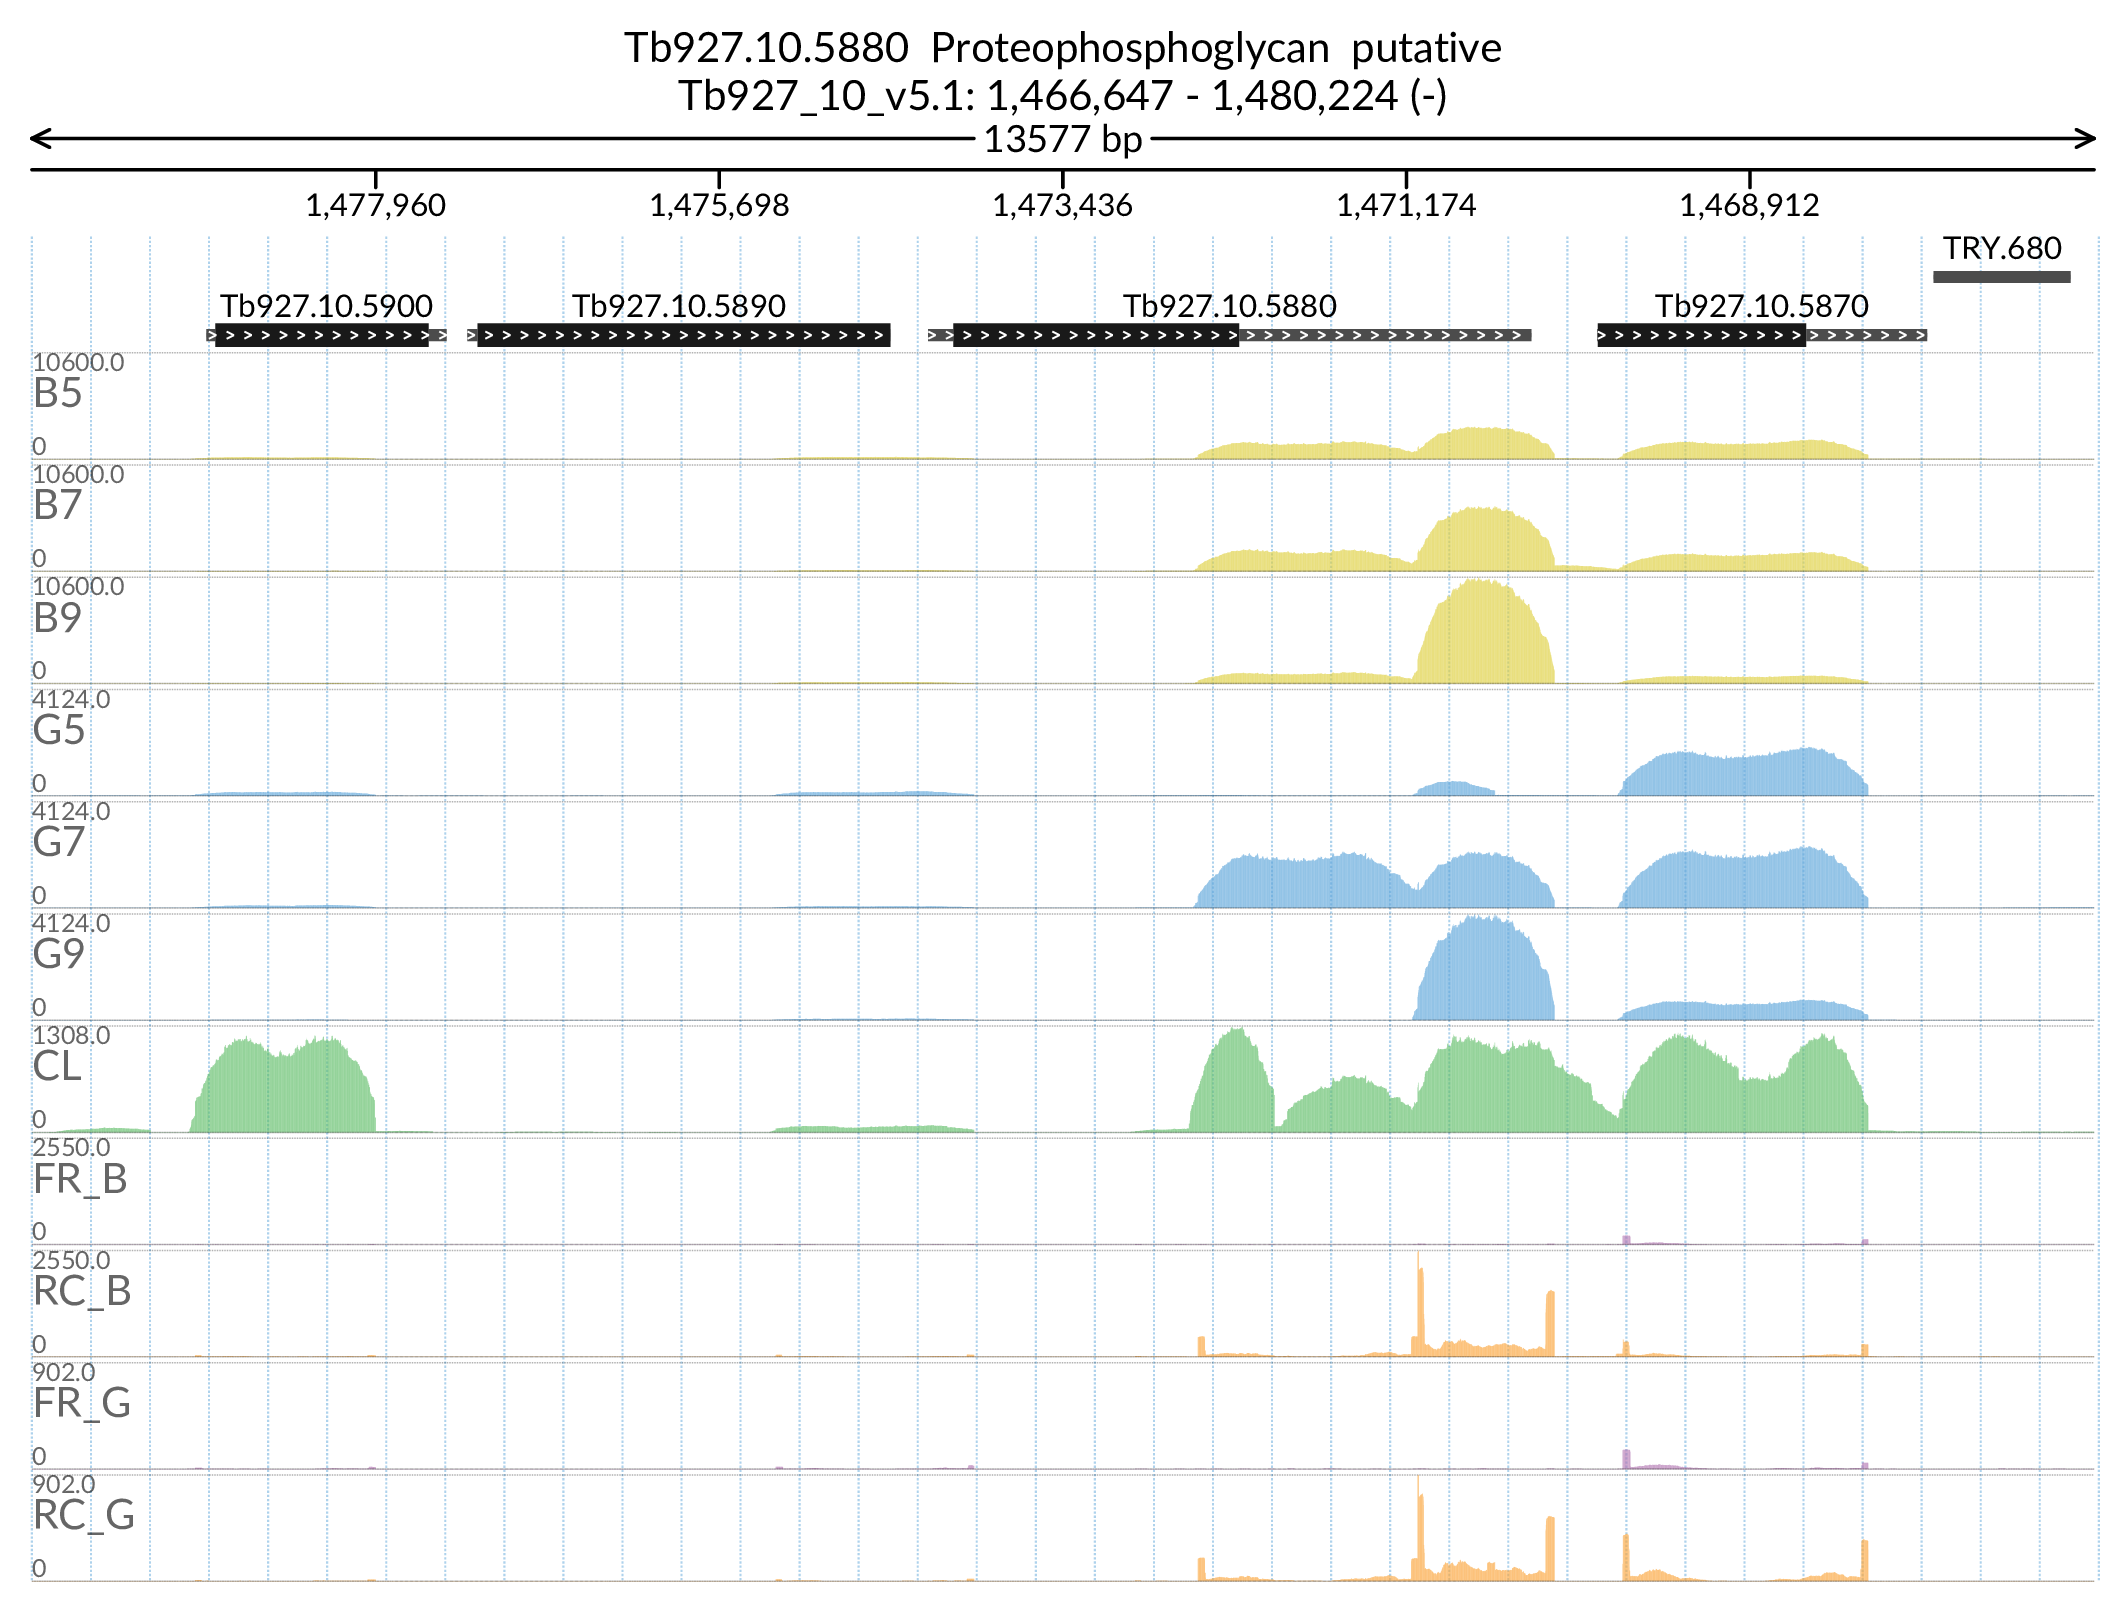 Tb927.10.5880 Proteophosphoglycan putative
Tb927_10_v5.1: 1,466,647 - 1,480,224 (-)
13577 bp
1,477,960 1,475,698 1,473,436 1,471,174 1,468,912
TRY.680
Tb927.10.5900 Tb927.10.5890 Tb927.10.5880 Tb927.10.5870
10600.0
B5
0
10600.0
B7
0
10600.0
B9
0
4124.0
G5
0
4124.0
G7
0
4124.0
G9
0
1308.0
CL
0
2550.0
FR_B
0
2550.0
RC_B
0
902.0
FR_G
0
902.0
RC_G
0